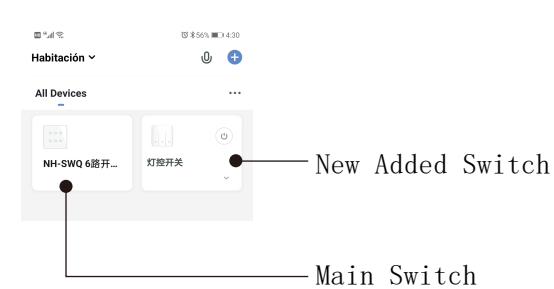 56% 4:30
Habitación
All Devices
NH-SWQ 6路开...
灯控开关
New Added Switch
Main Switch